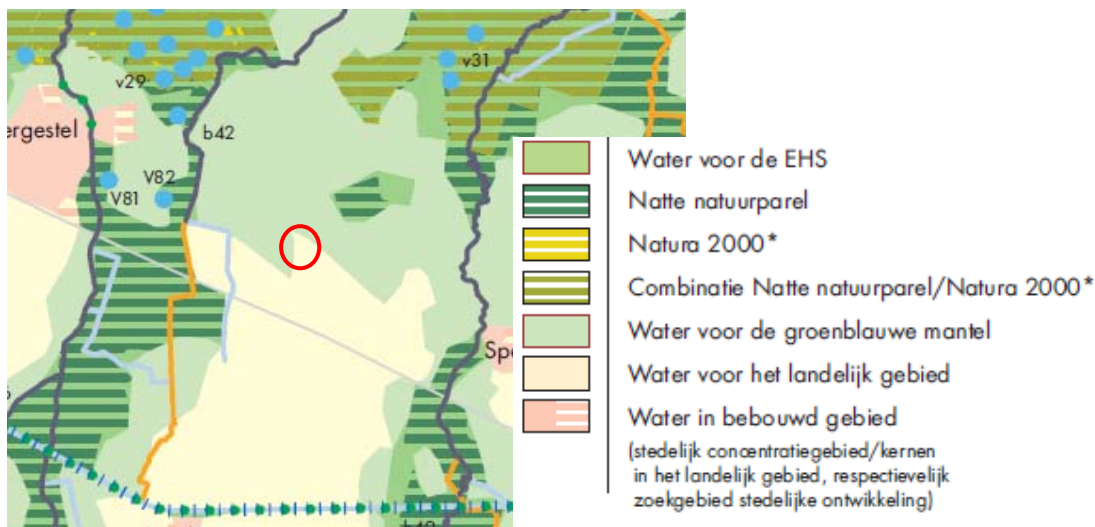 v29
v31
ergestel
b42
V82
V81
Spo
Water voor de EHS
Natte natuurparel
Natura 2000*
Combinatie Natte natuurparel/Natura 2000*
Water voor de groenblauwe mantel
Water voor het landelijk gebied
Water in bebouwd gebied
(stedelijk concentratiegebied/kernen
in het landelijk gebied, respectievelijk
zoekgebied stedelijke ontwikkeling)